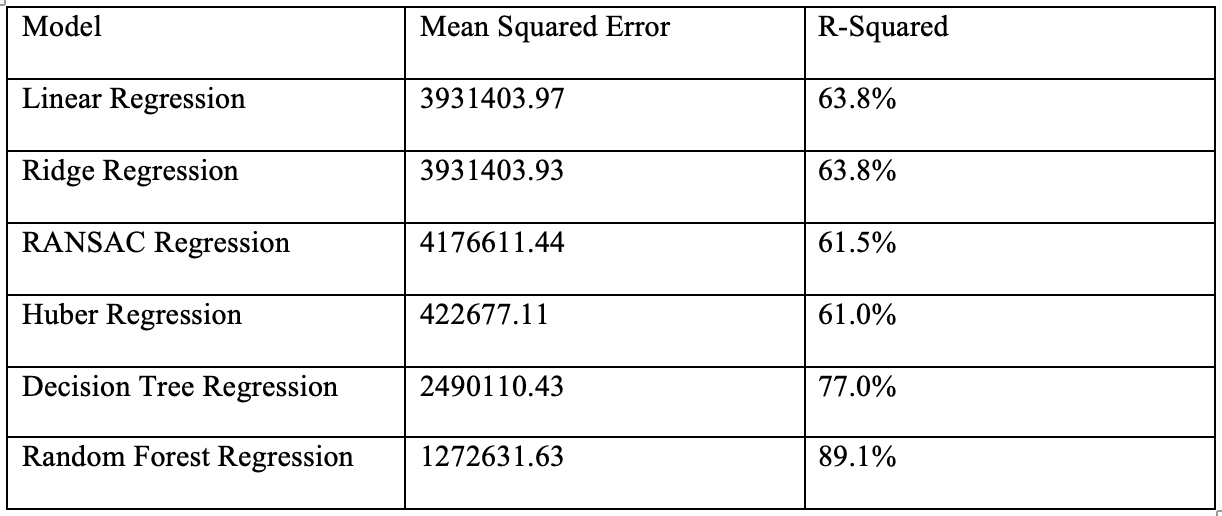 Model Mean Squared Error R-Squared
Linear Regression 3931403.97 63.8%
Ridge Regression 3931403.93 63.8%
RANSAC Regression 4176611.44 61.5%
Huber Regression 422677.11 61.0%
Decision Tree Regression 2490110.43 77.0%
Random Forest Regression 1272631.63 89.1%